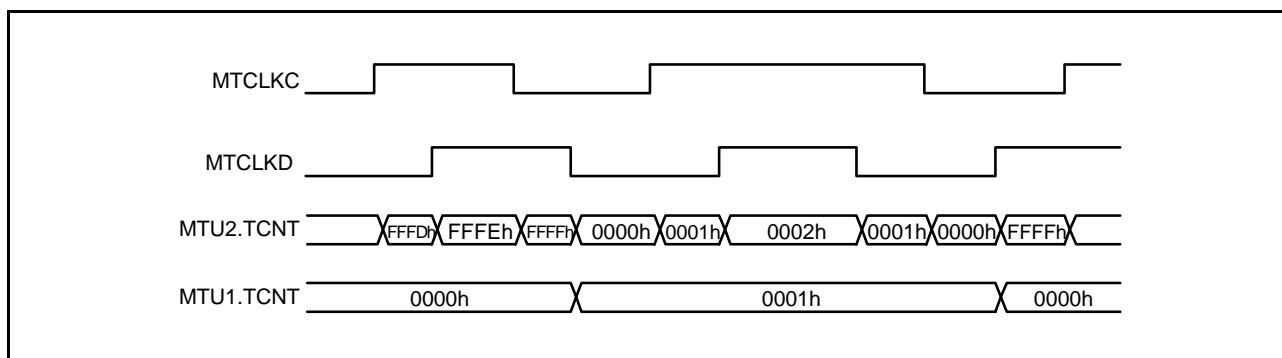 MTCLKC
MTCLKD
MTU2.TCNT FFFDh FFFEh FFFFh 0000h 0001h 0002h 0001h 0000h FFFFh
MTU1.TCNT 0000h 0001h 0000h